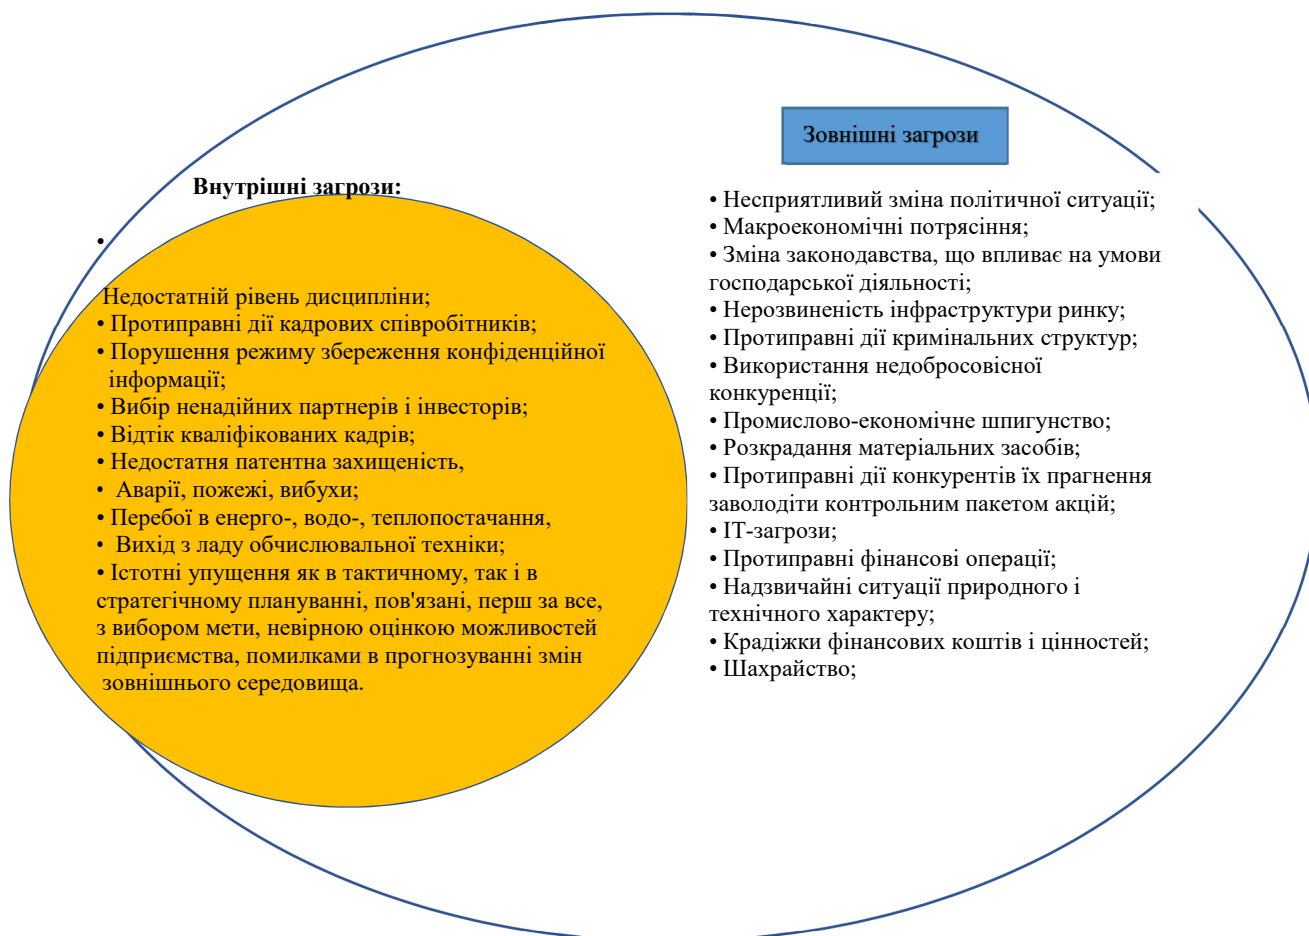 Внутрішні загрози:
•
Недостатній рівень дисципліни;
• Протиправні дії кадрових співробітників;
• Порушення режиму збереження конфіденційної
інформації;
• Вибір ненадійних партнерів і інвесторів;
• Відтік кваліфікованих кадрів;
• Недостатня патентна захищеність,
• Аварії, пожежі, вибухи;
• Перебої в енерго-, водо-, теплопостачання,
• Вихід з ладу обчислювальної техніки;
• Істотні упущення як в тактичному, так і в
стратегічному плануванні, пов'язані, перш за все,
з вибором мети, невірною оцінкою можливостей
підприємства, помилками в прогнозуванні змін
зовнішнього середовища.
Зовнішні загрози
• Несприятливий зміна політичної ситуації;
• Макроекономічні потрясіння;
• Зміна законодавства, що впливає на умови
господарської діяльності;
• Нерозвиненість інфраструктури ринку;
• Протиправні дії кримінальних структур;
• Використання недобросовісної
конкуренції;
• Промислово-економічне шпигунство;
• Розкрадання матеріальних засобів;
• Протиправні дії конкурентів їх прагнення
заволодіти контрольним пакетом акцій;
• ІТ-загрози;
• Протиправні фінансові операції;
• Надзвичайні ситуації природного і
технічного характеру;
• Крадіжки фінансових коштів і цінностей;
• Шахрайство;